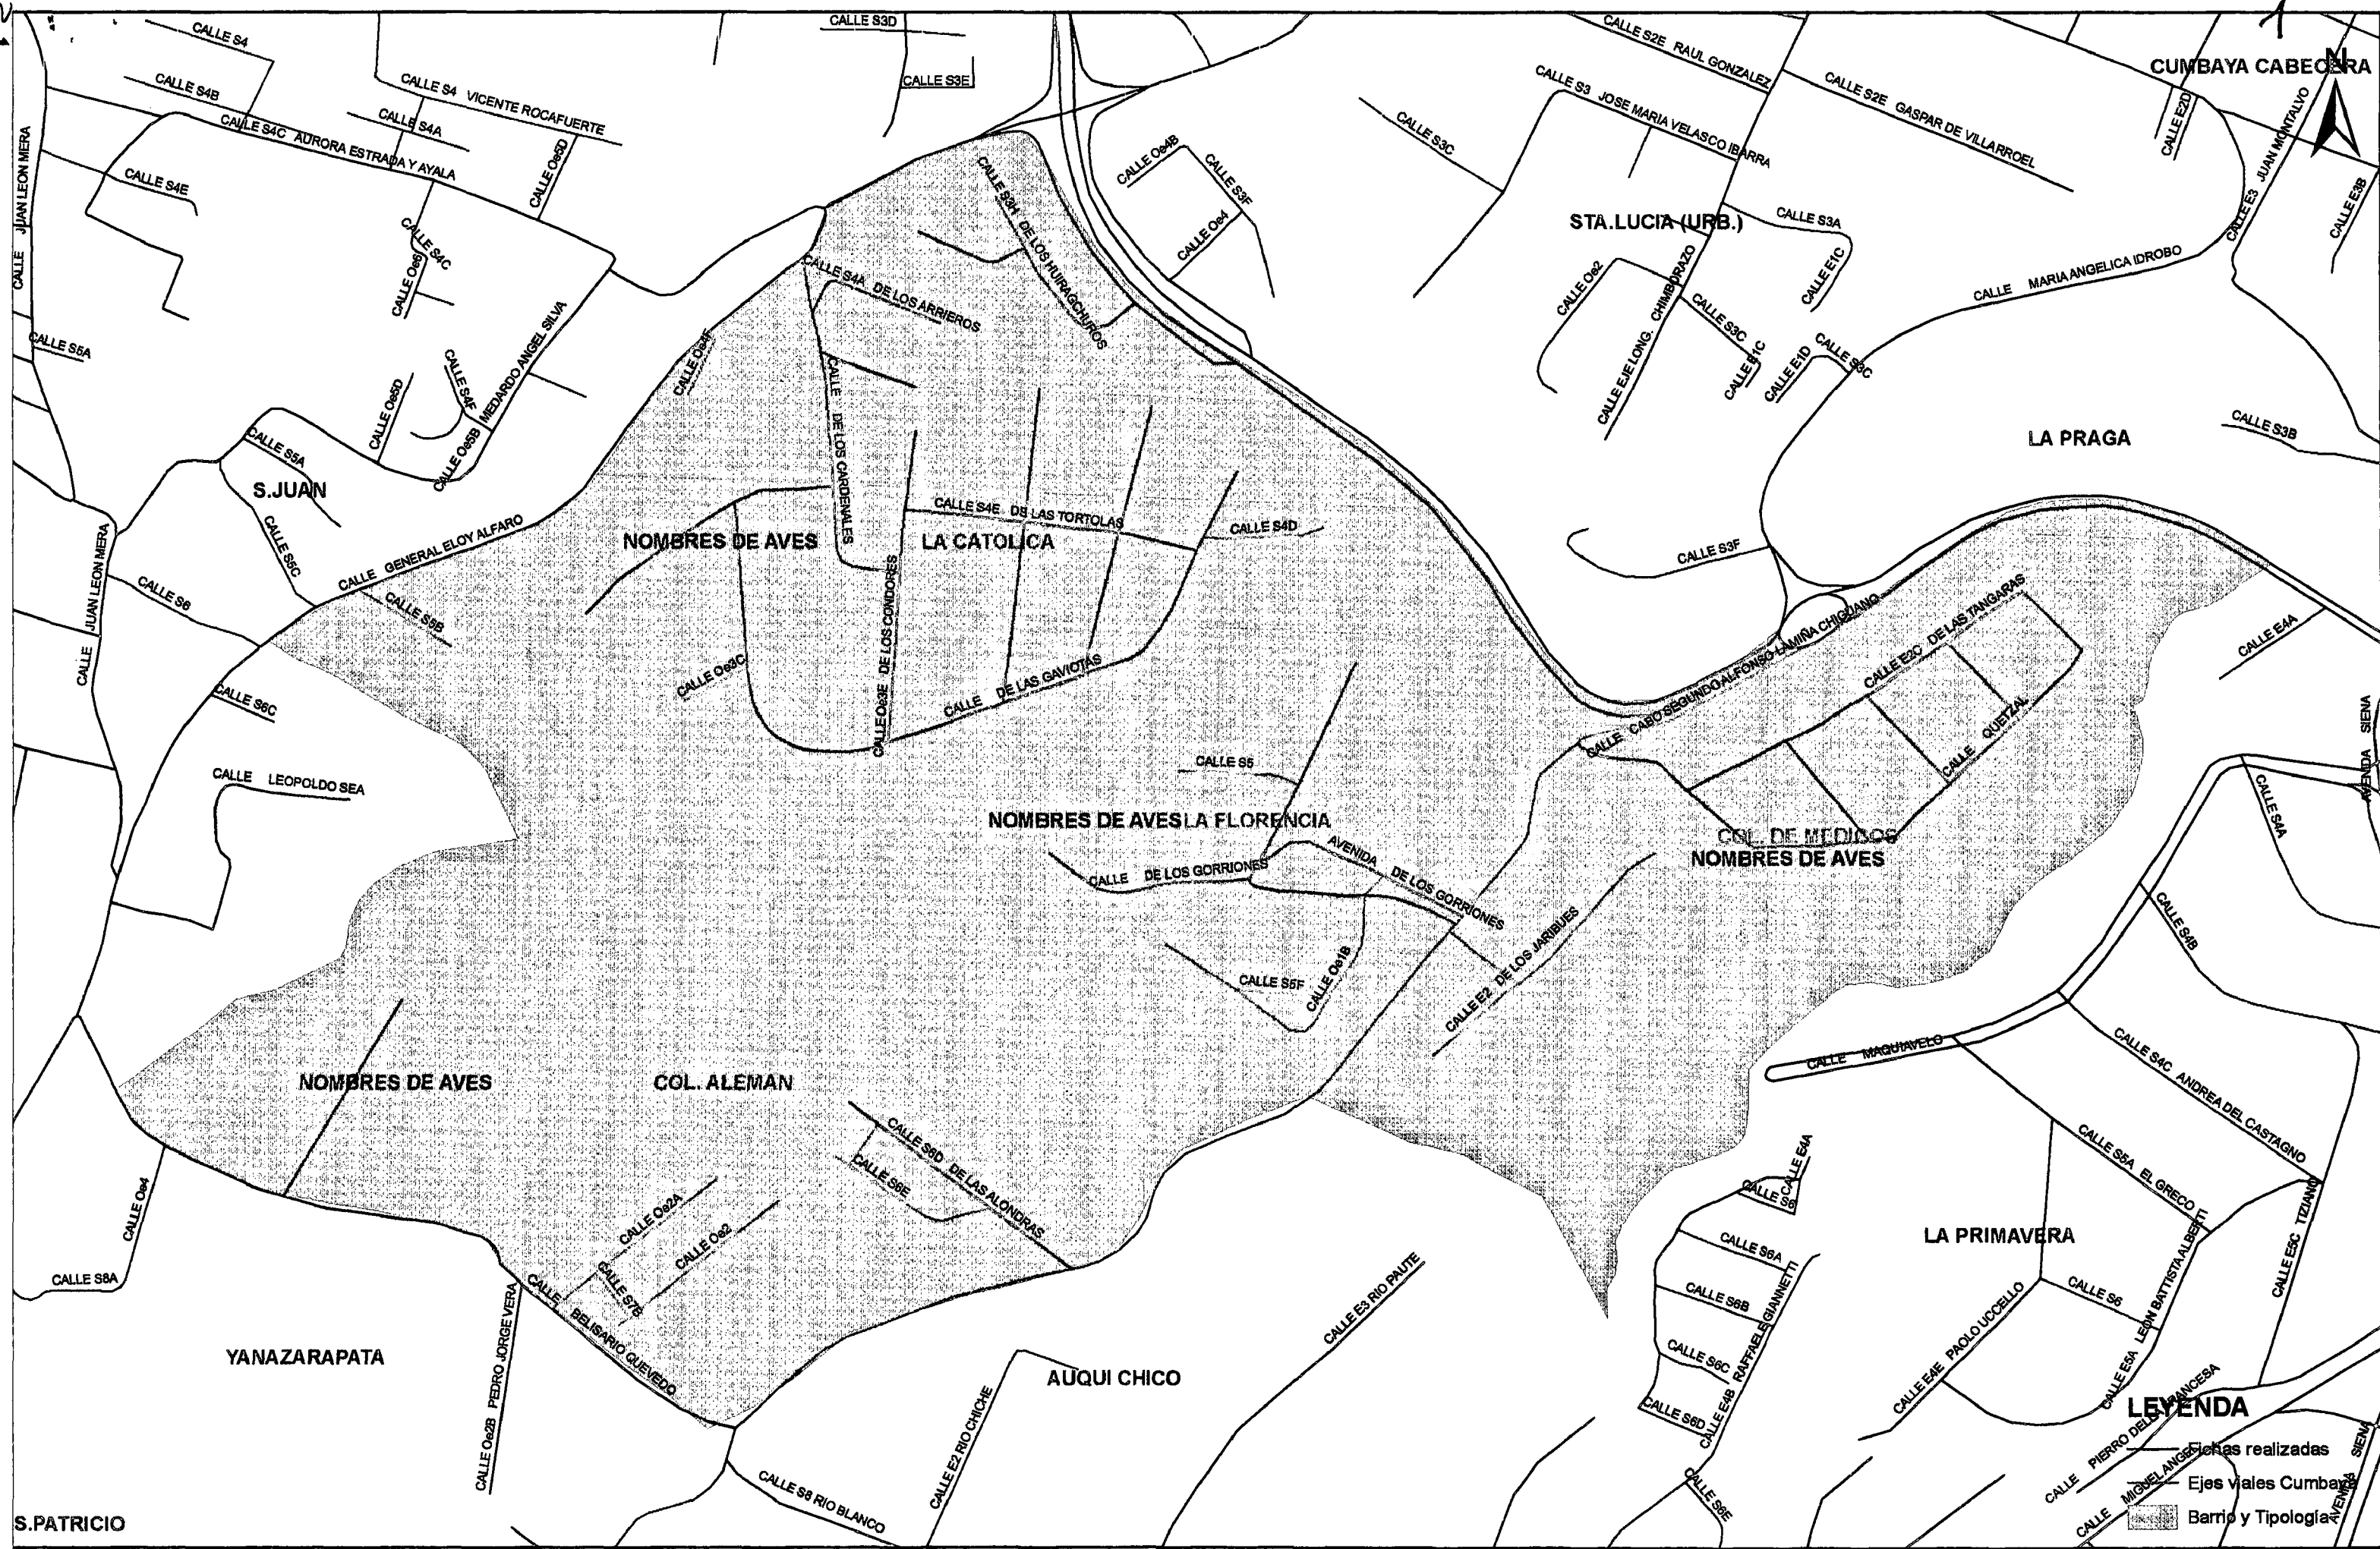 CALLE S3D
CALLE S4
CALLE S2E RAUL GONZALEZ
N
CUMBAYA CABECERA
CALLE S4B
CALLE S4 VICENTE ROCAFUERTE
CALLE S3E
CALLE S3 JOSE MARIA VELASCO IBARRA
CALLE S2E GASPAR DE VILLARROEL
CALLE E2D
CALLE E3 JUAN MONTALVO
CALLE S4C AURORA ESTRADA Y AYALA
CALLE S4A
CALLE Oe5D
CALLE S3C
CALLE Oe4B
CALLE S3F
CALLE JUAN LEON MERA
CALLE S4E
CALLE S3H DE LOS HUIRAGCHUROS
CALLE Oe4
STA.LUCIA (URB.)
CALLE S3A
CALLE E3B
CALLE S4C
CALLE Oe6
CALLE S4A DE LOS ARRIEROS
CALLE Oe2
CALLE EJE LONG. CHIMBORAZO
CALLE E1C
CALLE MARIA ANGELICA IDROBO
CALLE S5A
CALLE Oe5B MEDARDO ANGEL SILVA
CALLE Oe4F
CALLE S3C
CALLE E1C
CALLE E1D
CALLE S3C
CALLE S4F
CALLE Oe5D
CALLE DE LOS CARDENALES
CALLE S3B
LA PRAGA
CALLE S5A
S.JUAN
CALLE S5C
CALLE GENERAL ELOY ALFARO
CALLE S4E DE LAS TORTOLAS
CALLE S4D
NOMBRES DE AVES
LA CATOLICA
CALLE S3F
CALLE JUAN LEON MERA
CALLE S6
CALLE S6B
CALLE Oe3E DE LOS CONDORES
CALLE Oe3C
CALLE DE LAS GAVIOTAS
CALLE CABO SEGUNDO ALFONSO LAMIÑA CHIGUANO
CALLE E3C DE LAS TANGARAS
CALLE E4A
CALLE S6C
CALLE QUETZAL
AVENIDA SIENA
CALLE LEOPOLDO SEA
CALLE S5
CALLE S4A
NOMBRES DE AVES
LA FLORENCIA
COL. DE MEDICOS
NOMBRES DE AVES
AVENIDA DE LOS GORRIONES
CALLE DE LOS GORRIONES
CALLE S4B
CALLE S5F
CALLE Oe1B
CALLE E2 DE LOS JARIBUES
CALLE MAQUIAVELO
CALLE S4C ANDREA DEL CASTAGNO
NOMBRES DE AVES
COL. ALEMAN
CALLE S6D DE LAS ALONDRAS
CALLE S6E
CALLE S5A EL GRECO
CALLE E4A
CALLE S6
CALLE Oe4
CALLE Oe2A
CALLE Oe2
CALLE S7B
CALLE S6A
LA PRIMAVERA
CALLE E5C TIZIANO
CALLE S8A
CALLE BELISARIO QUEVEDO
CALLE E3 RIO PAUTE
CALLE S6B
CALLE E4B RAFFAELE GIANNETTI
CALLE S6
CALLE E5A LEON BATTISTA ALBERTI
CALLE Oe2B PEDRO JORGE VERA
YANAZARAPATA
AUQUI CHICO
CALLE S6C
CALLE E4E PAOLO UCCELLO
CALLE S6D
CALLE E2 RIO CHICHE
CALLE S8 RIO BLANCO
CALLE S6E
CALLE PIERRO DELLA FRANCESA
CALLE MIGUEL ANGEL
AVENIDA SIENA
S.PATRICIO
LEYENDA
Fichas realizadas
Ejes viales Cumbaya
Barrio y Tipología